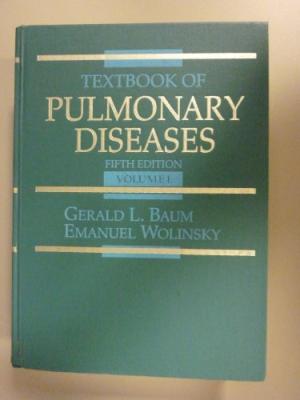 TEXTBOOK OF
PULMONARY
DISEASES
FIFTH EDITION
VOLUME I
GERALD L. BAUM
EMANUEL WOLINSKY